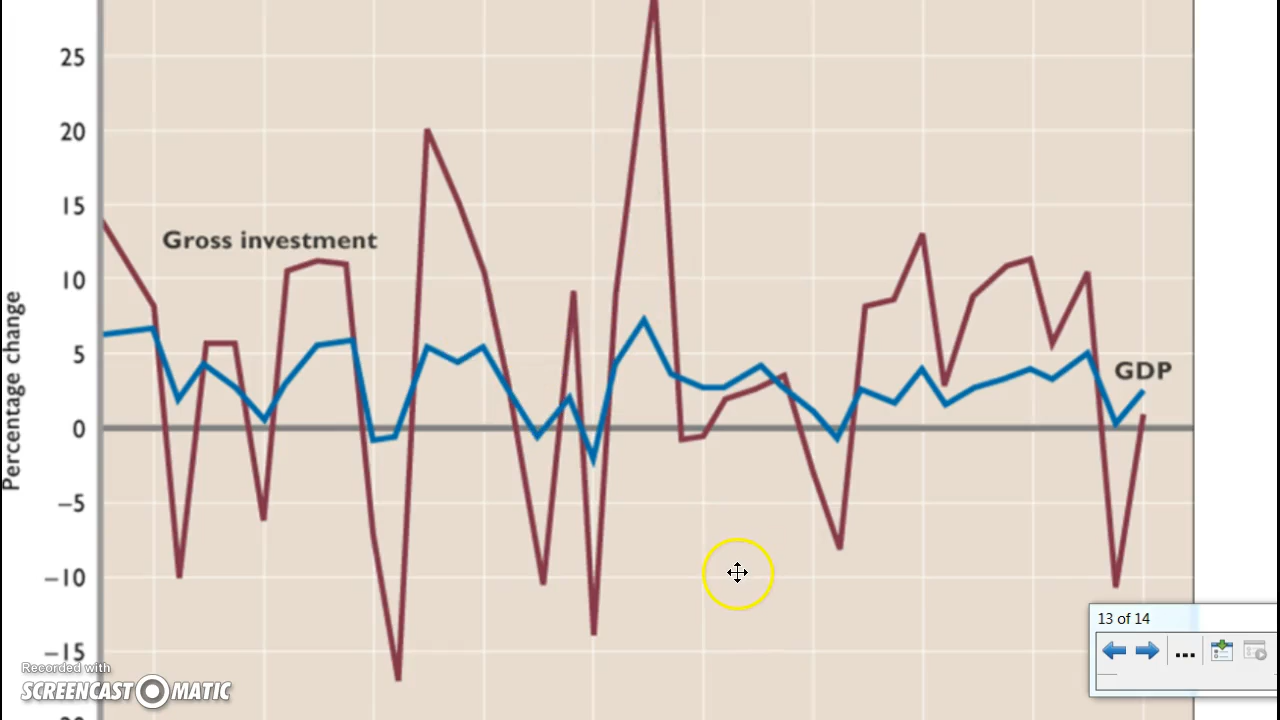 25
20
15
Gross investment
10
Percentage change
5
GDP
0
−5
−10
13 of 14
−15
Recorded with
SCREENCAST MATIC